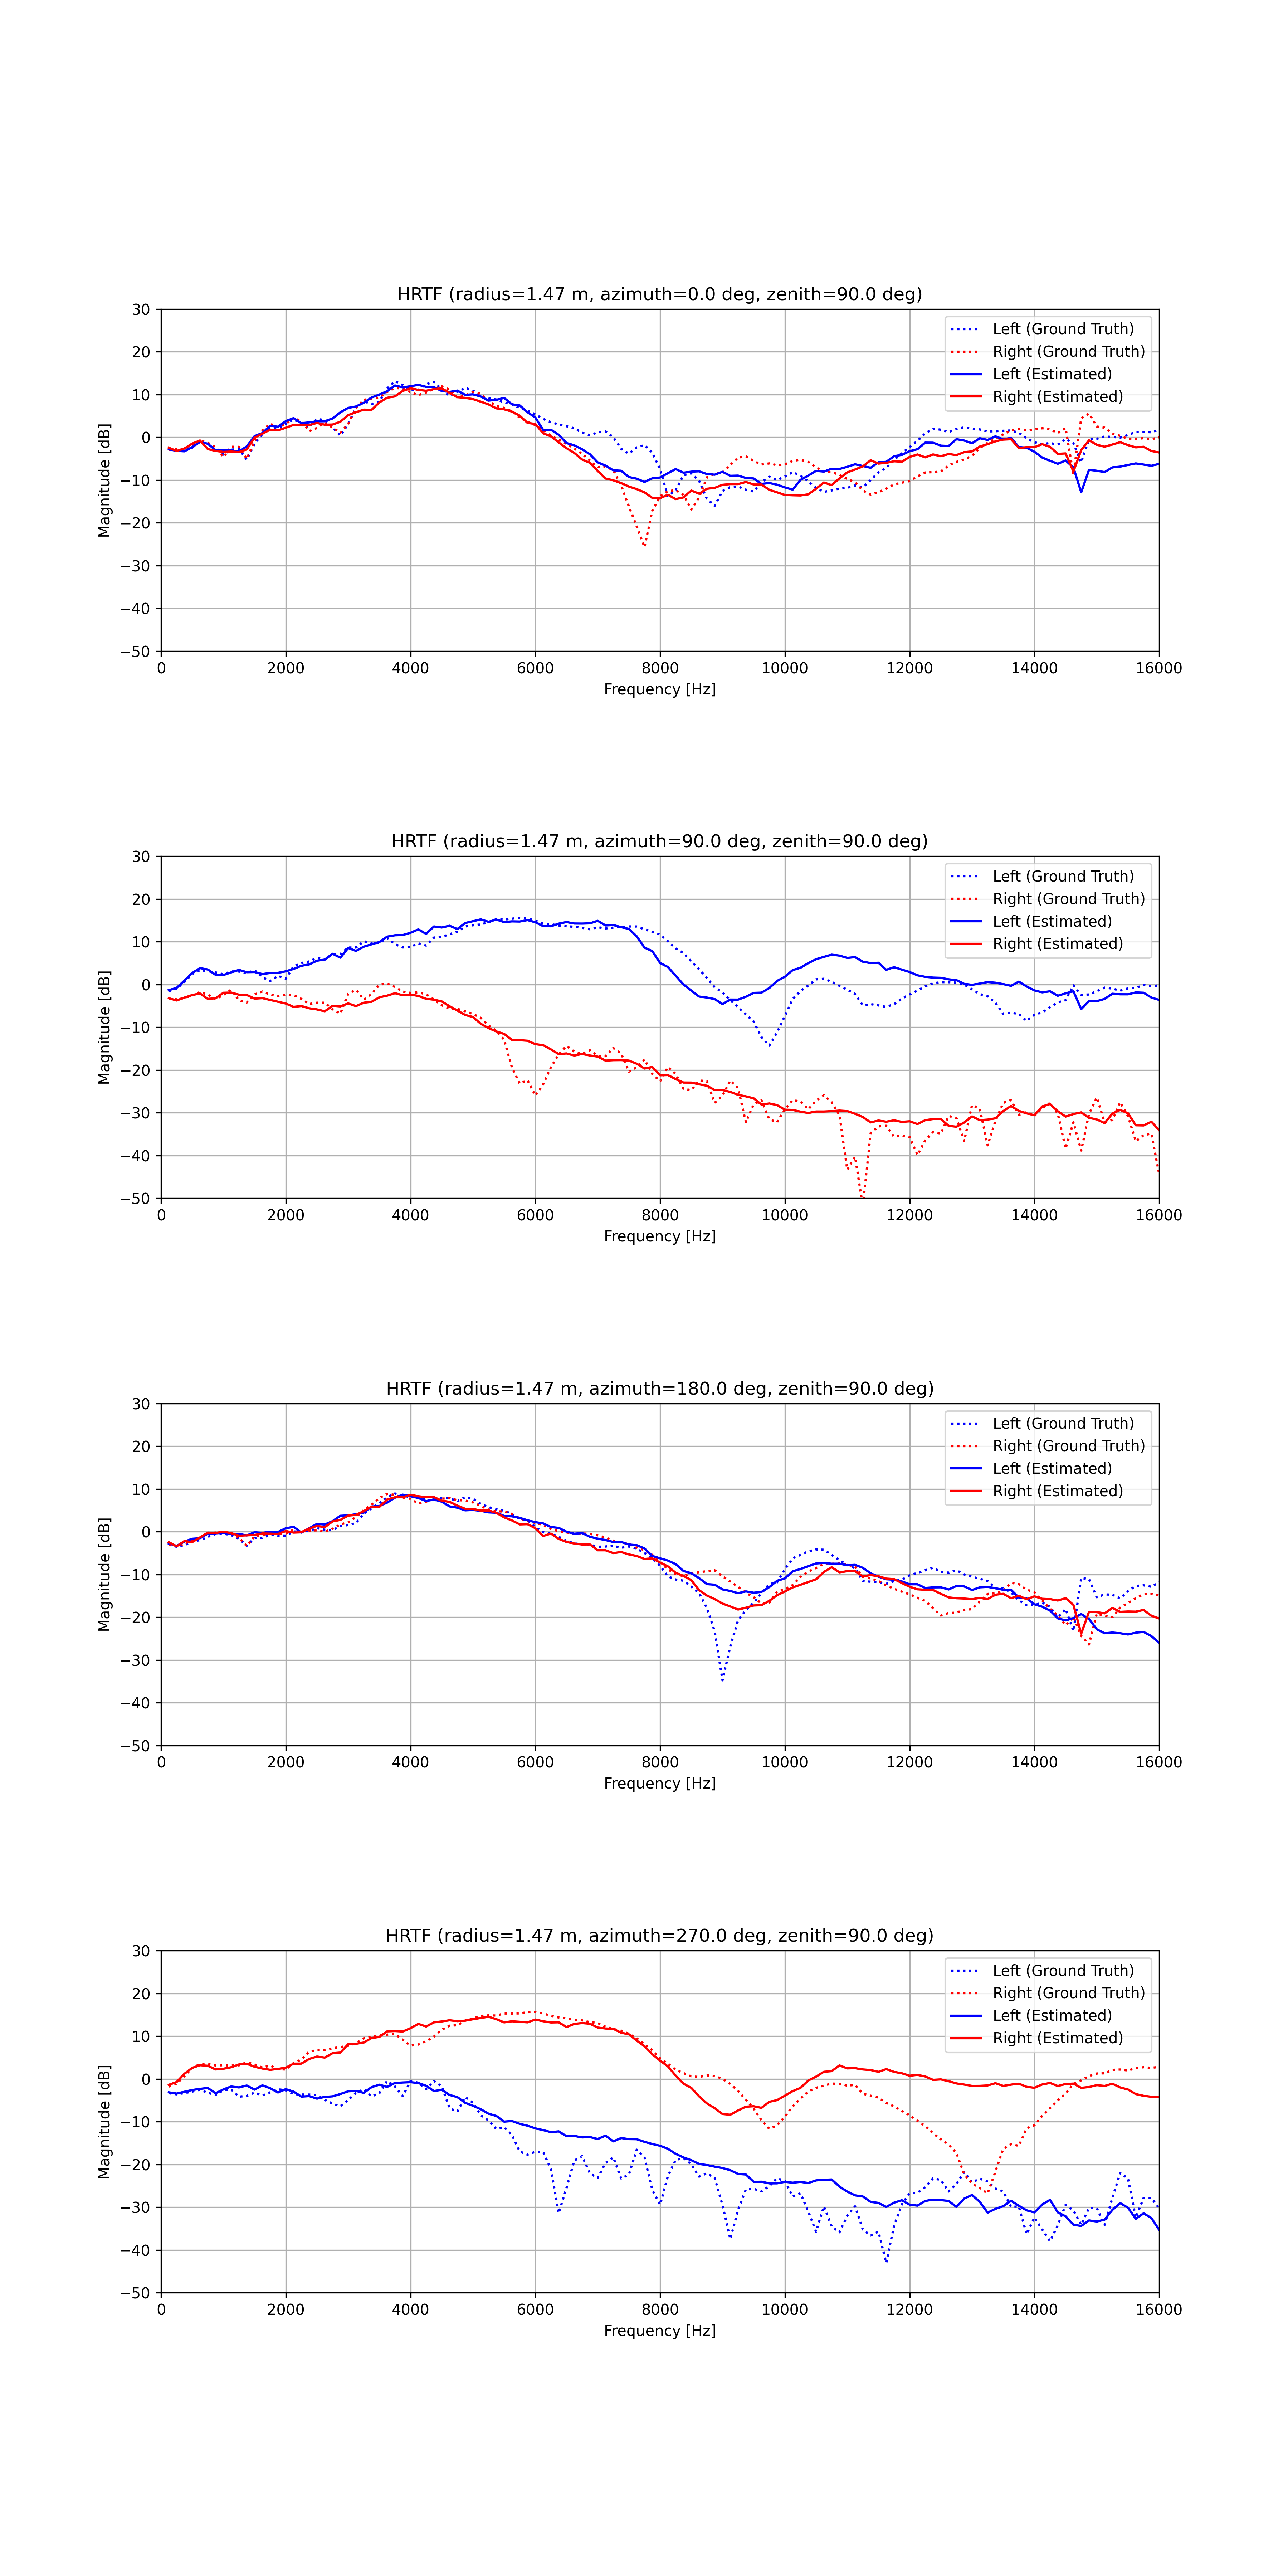 HRTF (radius=1.47 m, azimuth=0.0 deg, zenith=90.0 deg)
30
20
10
0
−10
−20
−30
−40
−50
Magnitude [dB]
Left (Ground Truth)
Right (Ground Truth)
Left (Estimated)
Right (Estimated)
0 2000 4000 6000 8000 10000 12000 14000 16000
Frequency [Hz]
HRTF (radius=1.47 m, azimuth=90.0 deg, zenith=90.0 deg)
30
20
10
0
−10
−20
−30
−40
−50
Magnitude [dB]
Left (Ground Truth)
Right (Ground Truth)
Left (Estimated)
Right (Estimated)
0 2000 4000 6000 8000 10000 12000 14000 16000
Frequency [Hz]
HRTF (radius=1.47 m, azimuth=180.0 deg, zenith=90.0 deg)
30
20
10
0
−10
−20
−30
−40
−50
Magnitude [dB]
Left (Ground Truth)
Right (Ground Truth)
Left (Estimated)
Right (Estimated)
0 2000 4000 6000 8000 10000 12000 14000 16000
Frequency [Hz]
HRTF (radius=1.47 m, azimuth=270.0 deg, zenith=90.0 deg)
30
20
10
0
−10
−20
−30
−40
−50
Magnitude [dB]
Left (Ground Truth)
Right (Ground Truth)
Left (Estimated)
Right (Estimated)
0 2000 4000 6000 8000 10000 12000 14000 16000
Frequency [Hz]